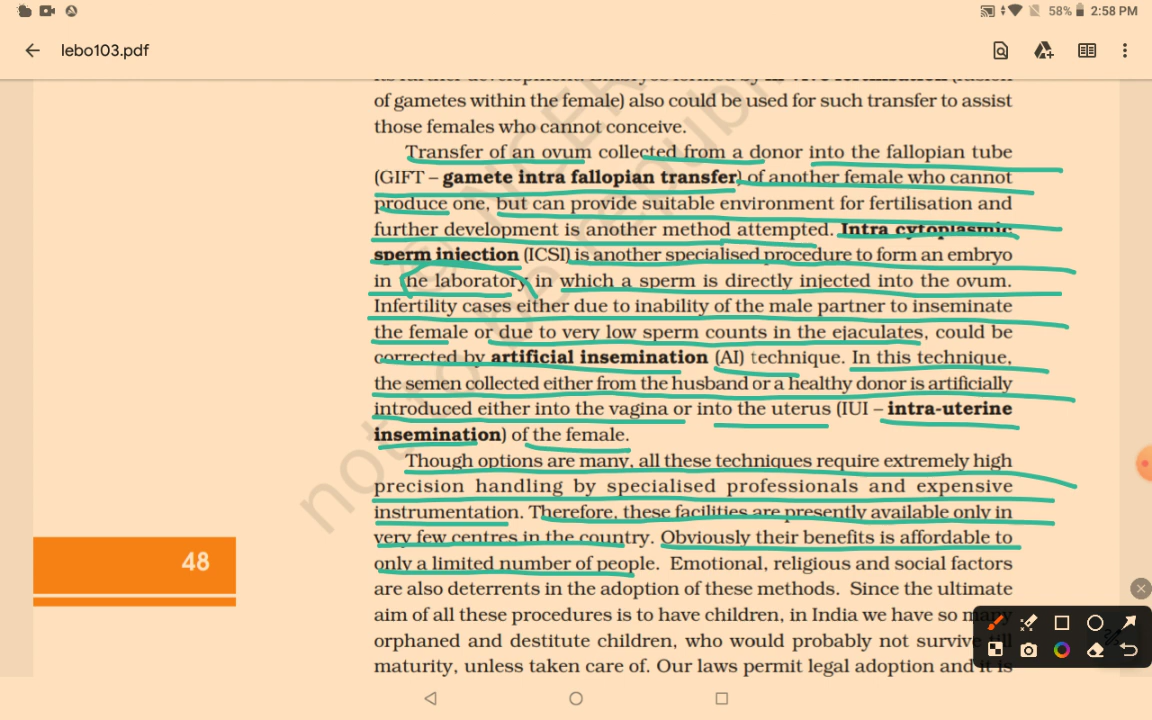 58% 2:58 PM
lebo103.pdf
of gametes within the female) also could be used for such transfer to assist
those females who cannot conceive.
Transfer of an ovum collected from a donor into the fallopian tube
(GIFT – gamete intra fallopian transfer) of another female who cannot
produce one, but can provide suitable environment for fertilisation and
further development is another method attempted. Intra cytoplasmic
sperm injection (ICSI) is another specialised procedure to form an embryo
in the laboratory in which a sperm is directly injected into the ovum.
Infertility cases either due to inability of the male partner to inseminate
the female or due to very low sperm counts in the ejaculates, could be
corrected by artificial insemination (AI) technique. In this technique,
the semen collected either from the husband or a healthy donor is artificially
introduced either into the vagina or into the uterus (IUI – intra-uterine
insemination) of the female.
Though options are many, all these techniques require extremely high
precision handling by specialised professionals and expensive
instrumentation. Therefore, these facilities are presently available only in
very few centres in the country. Obviously their benefits is affordable to
only a limited number of people. Emotional, religious and social factors
are also deterrents in the adoption of these methods. Since the ultimate
aim of all these procedures is to have children, in India we have so many
orphaned and destitute children, who would probably not survive till
maturity, unless taken care of. Our laws permit legal adoption and it is
48